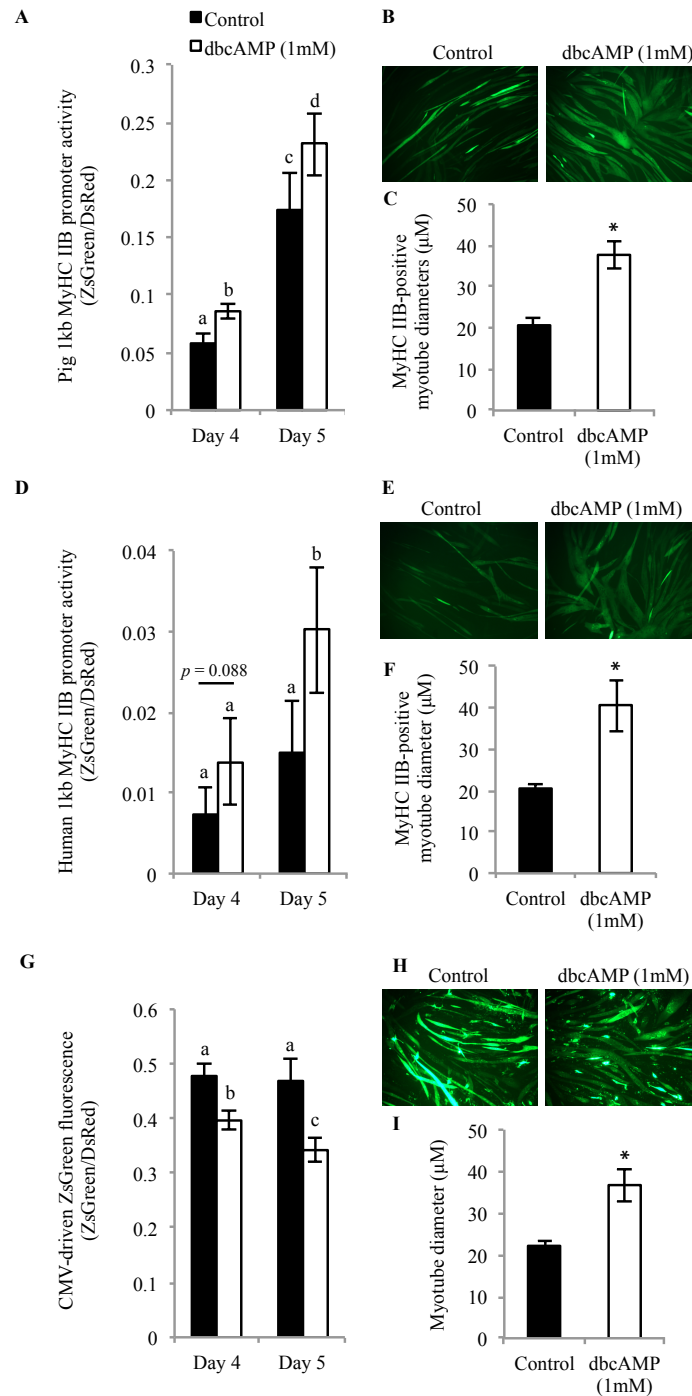 A
Control
dbcAMP (1mM)
Pig 1kb MyHC IIB promoter activity
(ZsGreen/DsRed)
0.3
0.25
0.2
0.15
0.1
0.05
0
a
b
c
d
Day 4
Day 5
B
Control
dbcAMP (1mM)
C
MyHC IIB-positive
myotube diameters (μM)
50
40
30
20
10
0
*
Control
dbcAMP
(1mM)
D
Human 1kb MyHC IIB promoter activity
(ZsGreen/DsRed)
0.04
0.03
0.02
0.01
0
p = 0.088
a
a
a
b
Day 4
Day 5
E
Control
dbcAMP (1mM)
F
MyHC IIB-positive
myotube diameter (μM)
50
40
30
20
10
0
*
Control
dbcAMP
(1mM)
G
CMV-driven ZsGreen fluorescence
(ZsGreen/DsRed)
0.6
0.5
0.4
0.3
0.2
0.1
0
a
b
a
c
Day 4
Day 5
H
Control
dbcAMP (1mM)
I
Myotube diameter (μM)
50
40
30
20
10
0
*
Control
dbcAMP
(1mM)